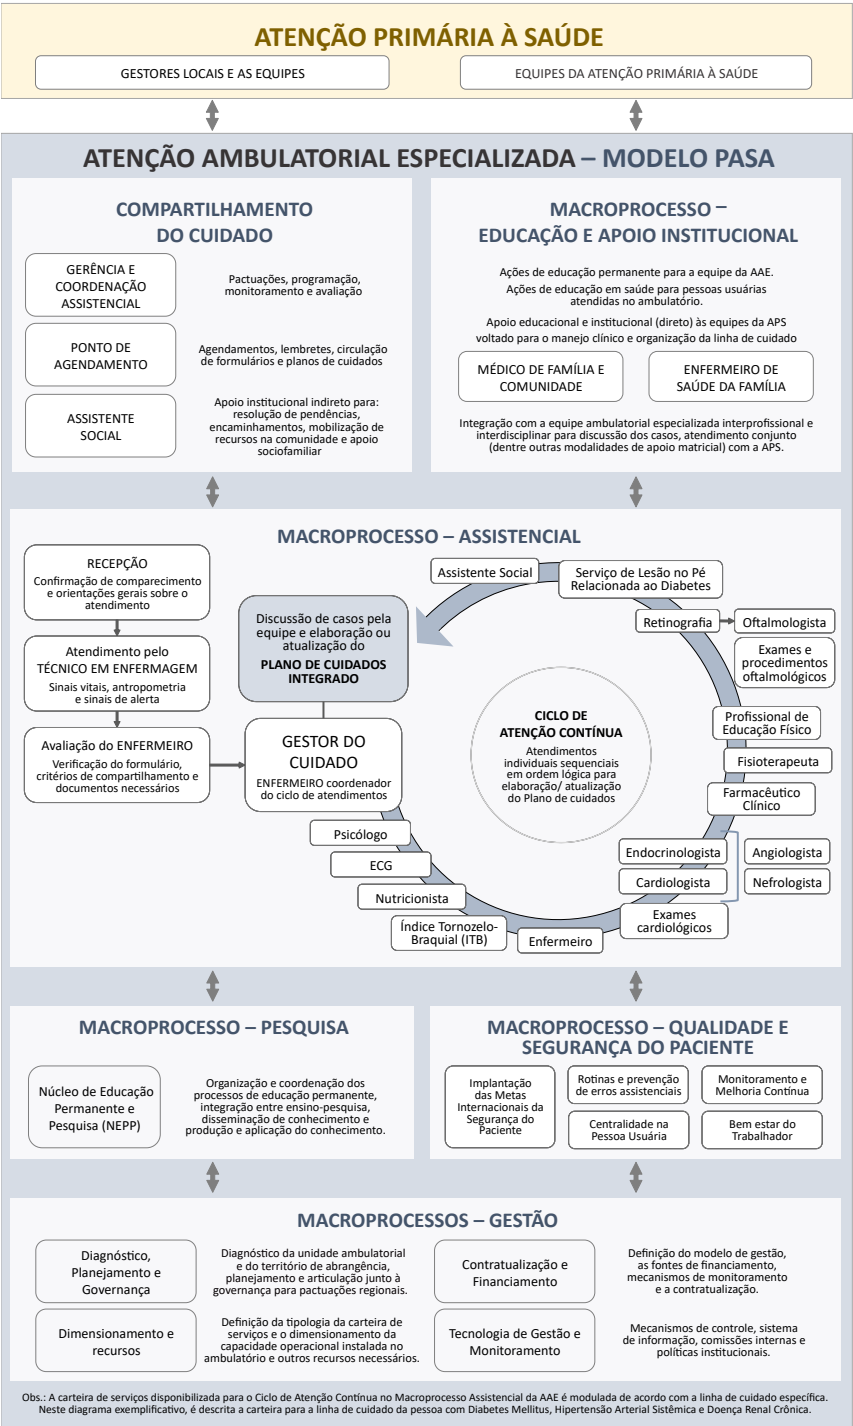 ATENÇÃO PRIMÁRIA À SAÚDE
GESTORES LOCAIS E AS EQUIPES
EQUIPES DA ATENÇÃO PRIMÁRIA À SAÚDE
ATENÇÃO AMBULATORIAL ESPECIALIZADA – MODELO PASA
COMPARTILHAMENTO
DO CUIDADO
GERÊNCIA E
COORDENAÇÃO
ASSISTENCIAL
Pactuações, programação,
monitoramento e avaliação
PONTO DE
AGENDAMENTO
Agendamentos, lembretes, circulação
de formulários e planos de cuidados
ASSISTENTE
SOCIAL
Apoio institucional indireto para:
resolução de pendências,
encaminhamentos, mobilização de
recursos na comunidade e apoio
sociofamiliar
MACROPROCESSO –
EDUCAÇÃO E APOIO INSTITUCIONAL
Ações de educação permanente para a equipe da AAE.
Ações de educação em saúde para pessoas usuárias
atendidas no ambulatório.
Apoio educacional e institucional (direto) às equipes da APS
voltado para o manejo clínico e organização da linha de cuidado
MÉDICO DE FAMÍLIA E
COMUNIDADE
ENFERMEIRO DE
SAÚDE DA FAMÍLIA
Integração com a equipe ambulatorial especializada interprofissional e
interdisciplinar para discussão dos casos, atendimento conjunto
(dentre outras modalidades de apoio matricial) com a APS.
MACROPROCESSO – ASSISTENCIAL
RECEPÇÃO
Confirmação de comparecimento
e orientações gerais sobre o
atendimento
Atendimento pelo
TÉCNICO EM ENFERMAGEM
Sinais vitais, antropometria
e sinais de alerta
Avaliação do ENFERMEIRO
Verificação do formulário,
critérios de compartilhamento e
documentos necessários
Discussão de casos pela
equipe e elaboração ou
atualização do
PLANO DE CUIDADOS
INTEGRADO
GESTOR DO
CUIDADO
ENFERMEIRO coordenador
do ciclo de atendimentos
CICLO DE
ATENÇÃO CONTÍNUA
Atendimentos
individuais sequenciais
em ordem lógica para
elaboração/ atualização
do Plano de cuidados
Assistente Social
Serviço de Lesão no Pé
Relacionada ao Diabetes
Retinografia
Oftalmologista
Exames e
procedimentos
oftalmológicos
Profissional de
Educação Físico
Fisioterapeuta
Farmacêutico
Clínico
Endocrinologista
Angiologista
Cardiologista
Nefrologista
Exames
cardiológicos
Enfermeiro
Índice Tornozelo-
Braquial (ITB)
Nutricionista
ECG
Psicólogo
MACROPROCESSO – PESQUISA
Núcleo de Educação
Permanente e
Pesquisa (NEPP)
Organização e coordenação dos
processos de educação permanente,
integração entre ensino-pesquisa,
disseminação de conhecimento e
produção e aplicação do conhecimento.
MACROPROCESSO – QUALIDADE E
SEGURANÇA DO PACIENTE
Implantação
das Metas
Internacionais da
Segurança do
Paciente
Rotinas e prevenção
de erros assistenciais
Monitoramento e
Melhoria Contínua
Centralidade na
Pessoa Usuária
Bem estar do
Trabalhador
MACROPROCESSOS – GESTÃO
Diagnóstico,
Planejamento e
Governança
Diagnóstico da unidade ambulatorial
e do território de abrangência,
planejamento e articulação junto à
governança para pactuações regionais.
Contratualização e
Financiamento
Definição do modelo de gestão,
as fontes de financiamento,
mecanismos de monitoramento
e a contratualização.
Dimensionamento e
recursos
Definição da tipologia da carteira de
serviços e o dimensionamento da
capacidade operacional instalada no
ambulatório e outros recursos necessários.
Tecnologia de Gestão e
Monitoramento
Mecanismos de controle, sistema
de informação, comissões internas e
políticas institucionais.
Obs.: A carteira de serviços disponibilizada para o Ciclo de Atenção Contínua no Macroprocesso Assistencial da AAE é modulada de acordo com a linha de cuidado específica.
Neste diagrama exemplificativo, é descrita a carteira para a linha de cuidado da pessoa com Diabetes Mellitus, Hipertensão Arterial Sistêmica e Doença Renal Crônica.